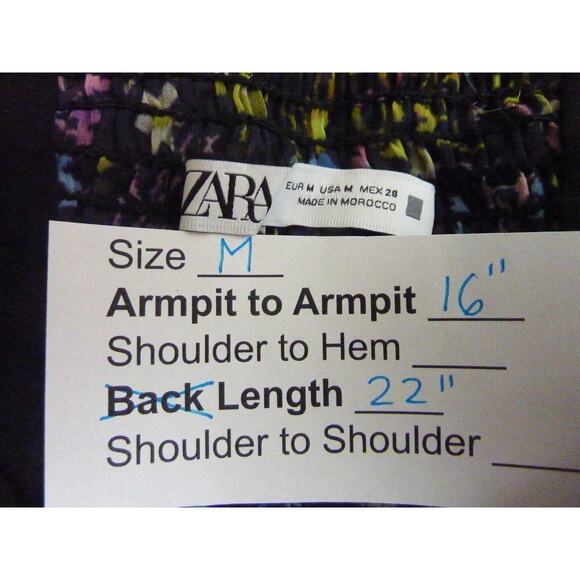 ZARA
EUR M USA M MEX 28
MADE IN MOROCCO
Size M
Armpit to Armpit 16"
Shoulder to Hem
Back Length 22"
Shoulder to Shoulder